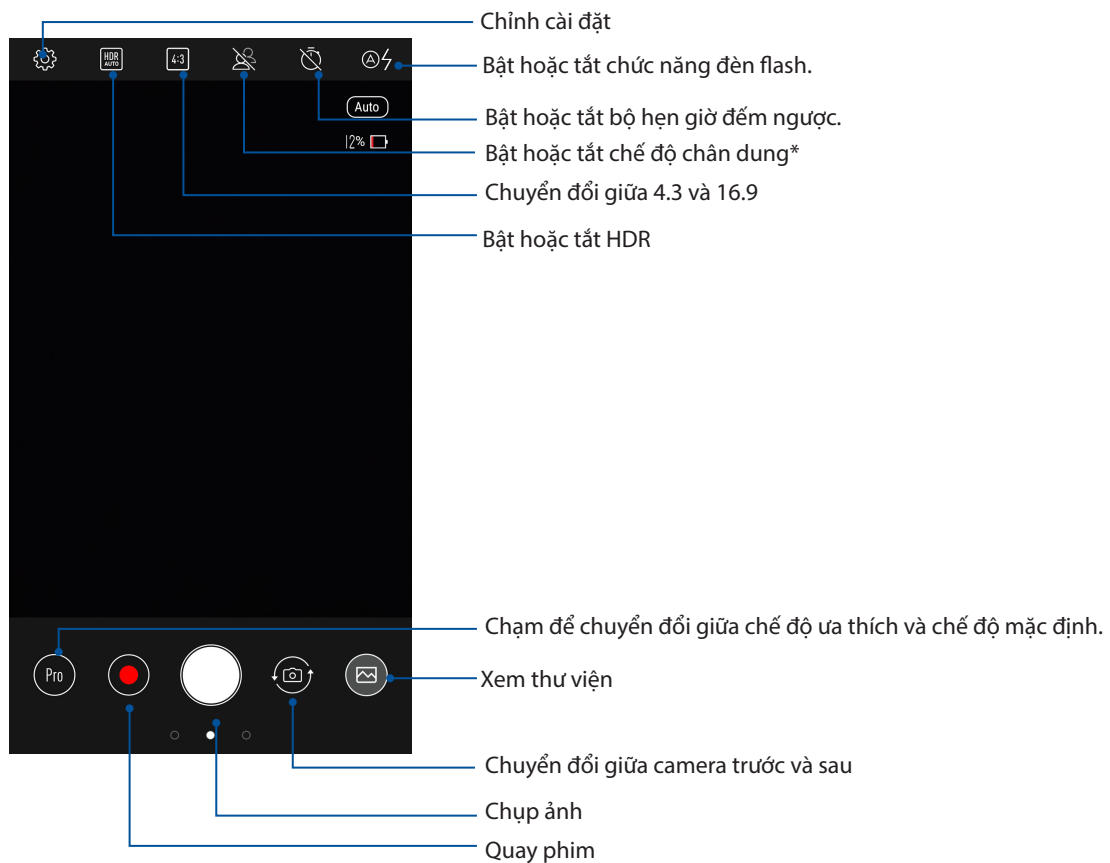 Chỉnh cài đặt
HDR
AUTO
4:3
A
Bật hoặc tắt chức năng đèn flash.
Auto
Bật hoặc tắt bộ hẹn giờ đếm ngược.
12%
Bật hoặc tắt chế độ chân dung*
Chuyển đổi giữa 4.3 và 16.9
Bật hoặc tắt HDR
Chạm để chuyển đổi giữa chế độ ưa thích và chế độ mặc định.
Pro
Xem thư viện
Chuyển đổi giữa camera trước và sau
Chụp ảnh
Quay phim